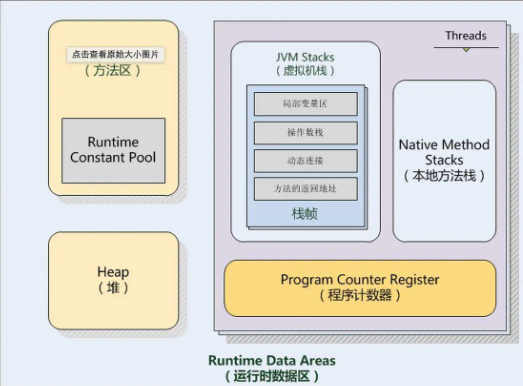 点击查看原始大小图片
（方法区）
Runtime
Constant Pool
Heap
（堆）
Threads
JVM Stacks
（虚拟机栈）
局部变量区
操作数栈
动态连接
方法的返回地址
栈帧
Native Method
Stacks
（本地方法栈）
Program Counter Register
（程序计数器）
Runtime Data Areas
（运行时数据区）